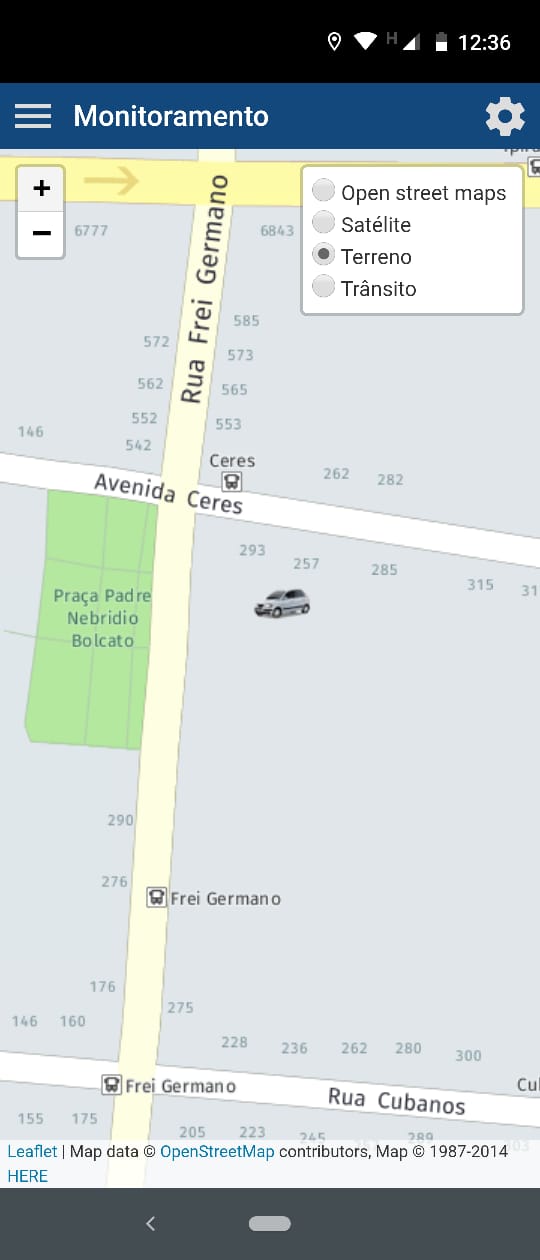 H 12:36
Monitoramento
+
−
Open street maps
Satélite
Terreno
Trânsito
6777
6843
Rua Frei Germano
585
572
573
562
565
552
553
146
542
Ceres
262
282
Avenida Ceres
293
257
285
315
Praça Padre
Nebridio
Bolcato
290
276
Frei Germano
176
275
146
160
228
236
262
280
300
Frei Germano
Rua Cubanos
155
175
205
223
245
289
Leaflet | Map data © OpenStreetMap contributors, Map © 1987-2014
HERE